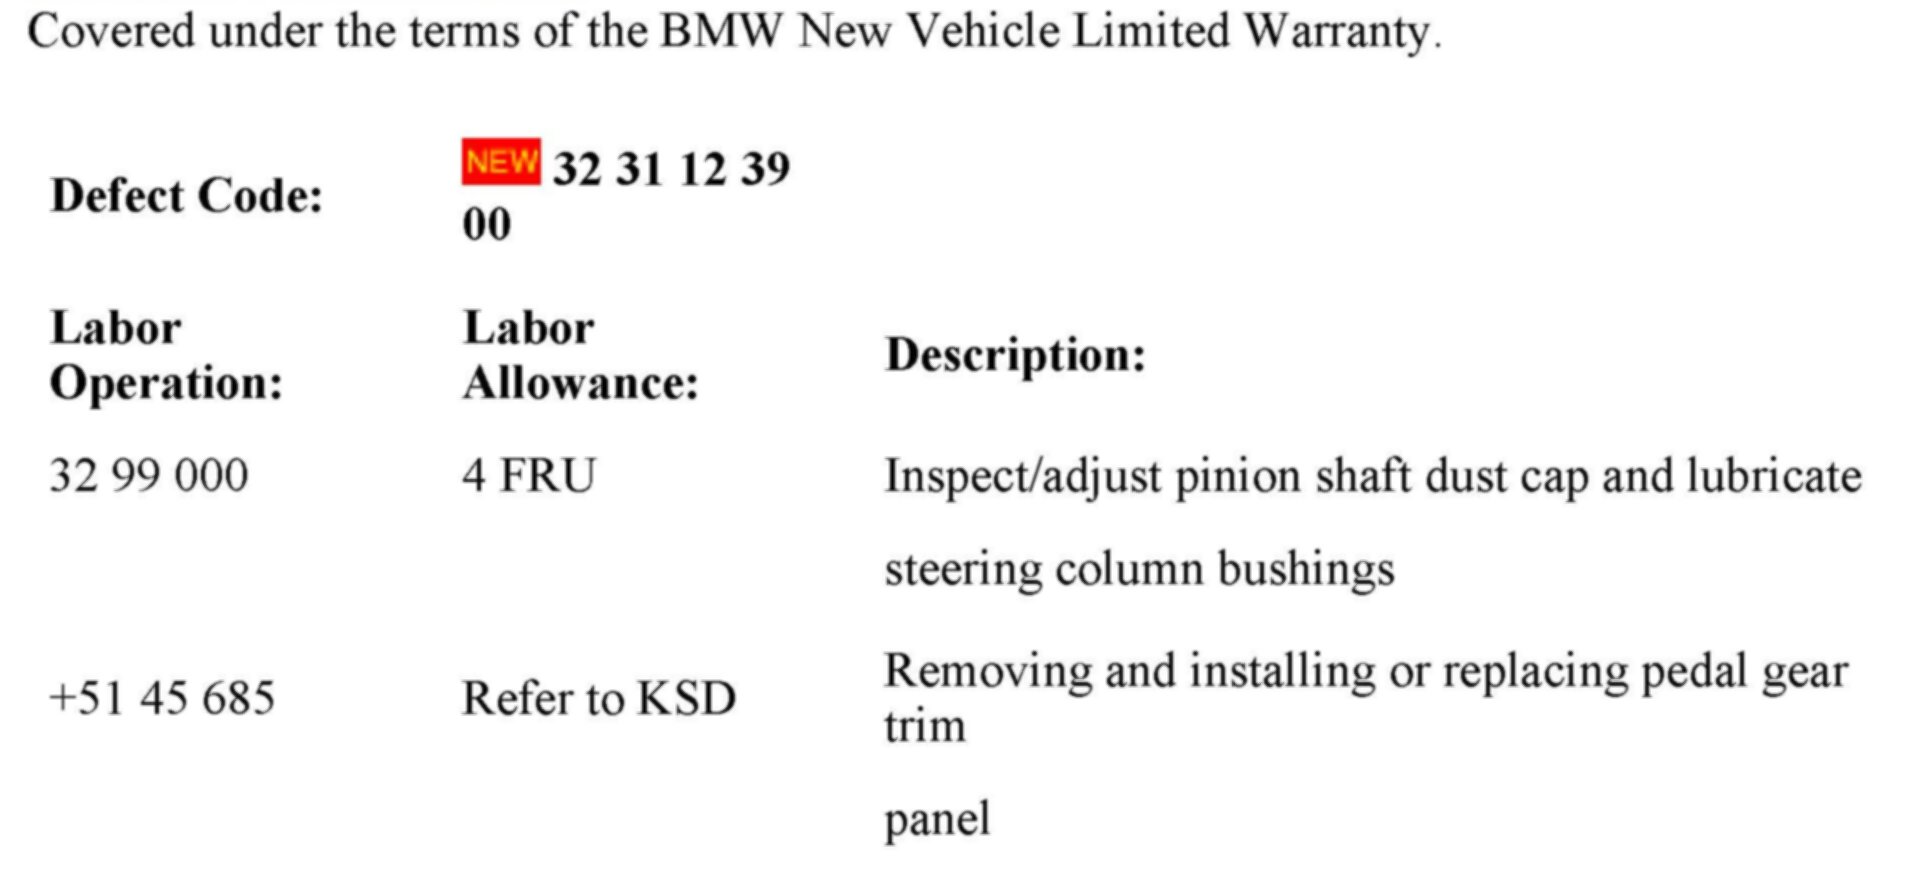 Covered under the terms of the BMW New Vehicle Limited Warranty.
Defect Code:
NEW 32 31 12 39
00
Labor
Operation:
Labor
Allowance:
Description:
32 99 000
4 FRU
Inspect/adjust pinion shaft dust cap and lubricate
steering column bushings
+51 45 685
Refer to KSD
Removing and installing or replacing pedal gear
trim
panel